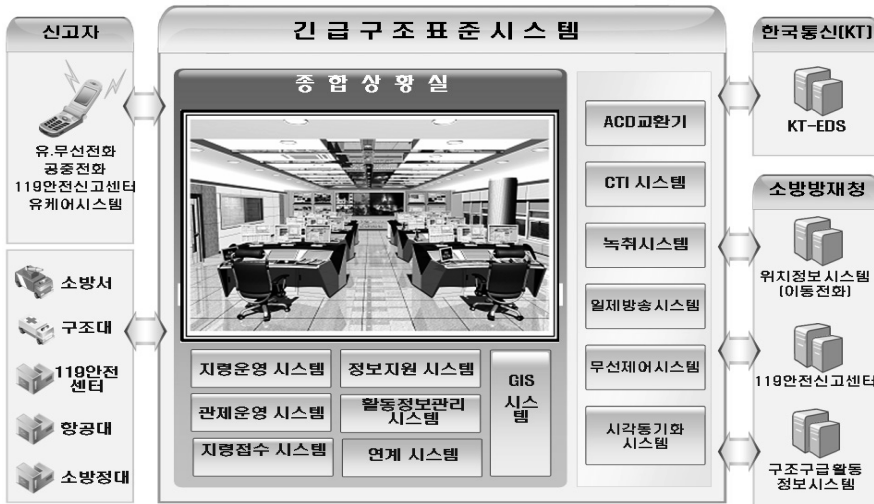 신고자
유.무선전화
공중전화
119안전신고센터
유케어시스템
소방서
구조대
119안전
센터
항공대
소방정대
긴급구조표준시스템
종합상황실
지령운영 시스템
정보지원 시스템
관제운영 시스템
활동정보관리
시스템
지령접수 시스템
연계 시스템
GIS
시스
템
ACD교환기
CTI 시스템
녹취시스템
일제방송시스템
무선제어시스템
시각동기화
시스템
한국통신(KT)
KT-EDS
소방방재청
위치정보시스템
(이동전화)
119안전신고센터
구조구급활동
정보시스템